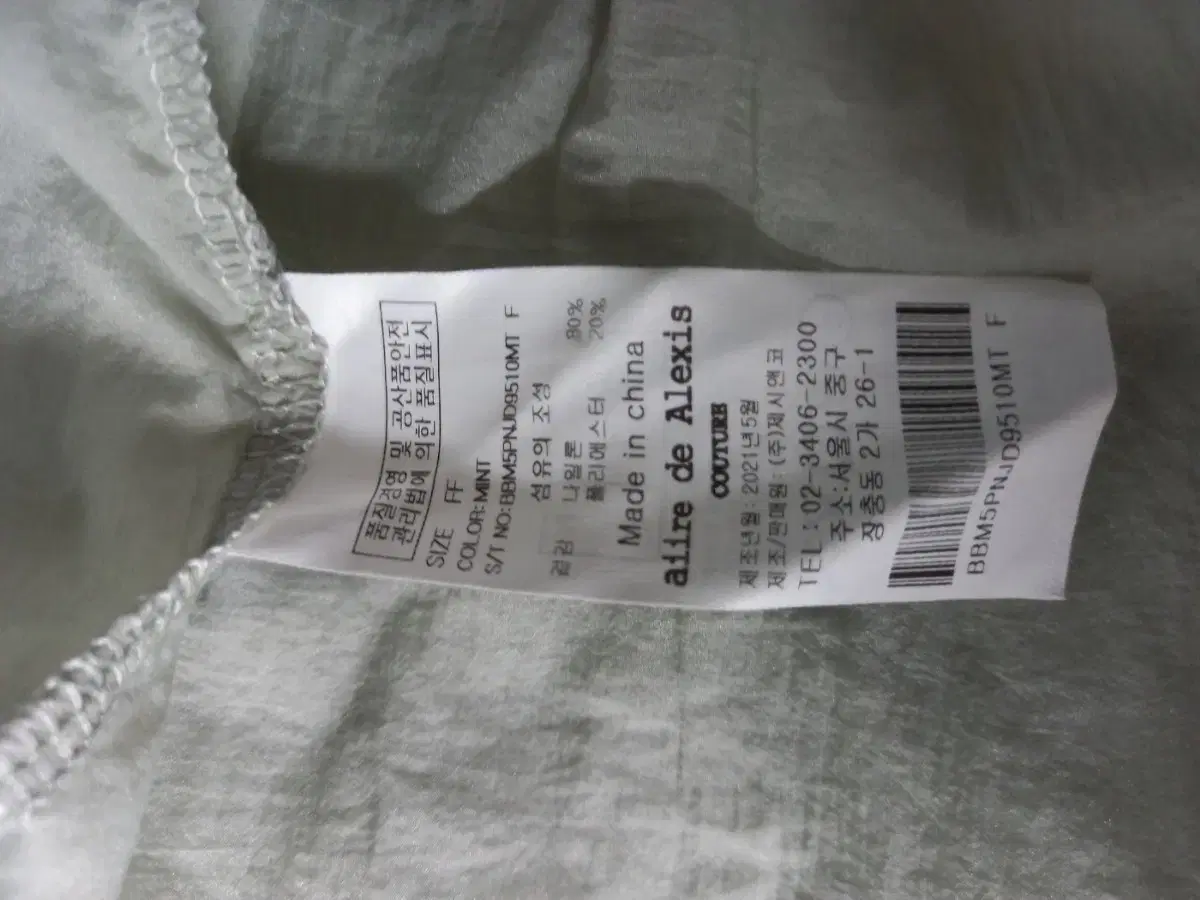 품질경영 및 공산품안전
관리법에 의한 품질표시
SIZE FF
COLOR:MINT
S/T NO:BBM5PNJD9510MT F
섬유의 조성
겉감 나일론 80%
폴리에스터 20%
Made in china
aiire de Alexis
COUTURE
제조년월:2021년5월
제조/판매원:(주)제시앤코
TEL:02-3406-2300
주소:서울시 중구
장충동 2가 26-1
BBM5PNJD9510MT F